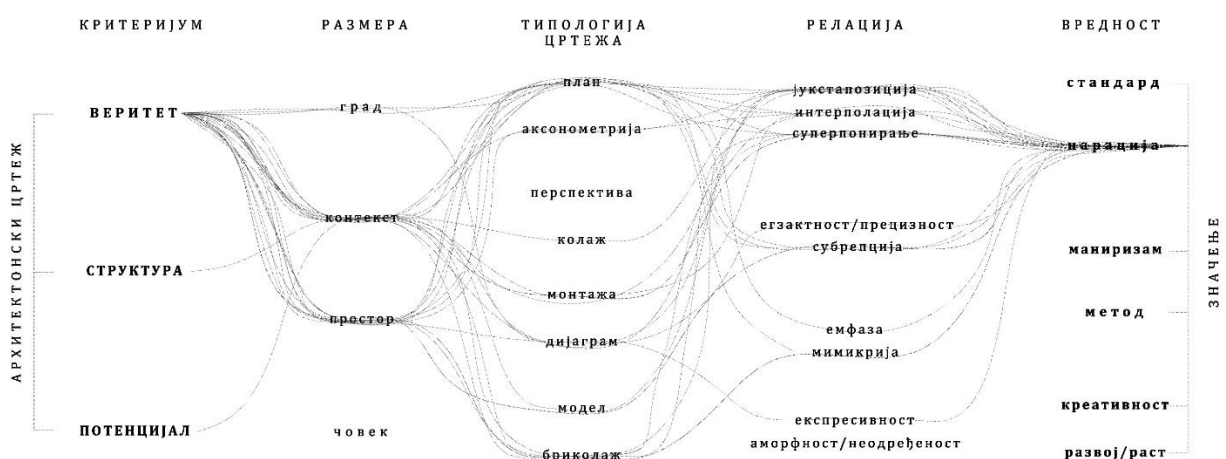 КРИТЕРИЈУМ
РАЗМЕРА
ТИПОЛОГИЈА
ЦРТЕЖА
РЕЛАЦИЈА
ВРЕДНОСТ
АРХИТЕКТОНСКИ ЦРТЕЖ
ВЕРИТЕТ
СТРУКТУРА
ПОТЕНЦИЈАЛ
град
контекст
простор
човек
план
аксонометрија
перспектива
колаж
монтажа
дијаграм
модел
бриколаж
јукстапозиција
интерполација
суперпонирање
егзактност/прецизност
субрепција
емфаза
мимикрија
експресивност
аморфност/неодређеност
стандард
нарација
маниризам
метод
креативност
развој/раст
ЗНАЧЕЊЕ